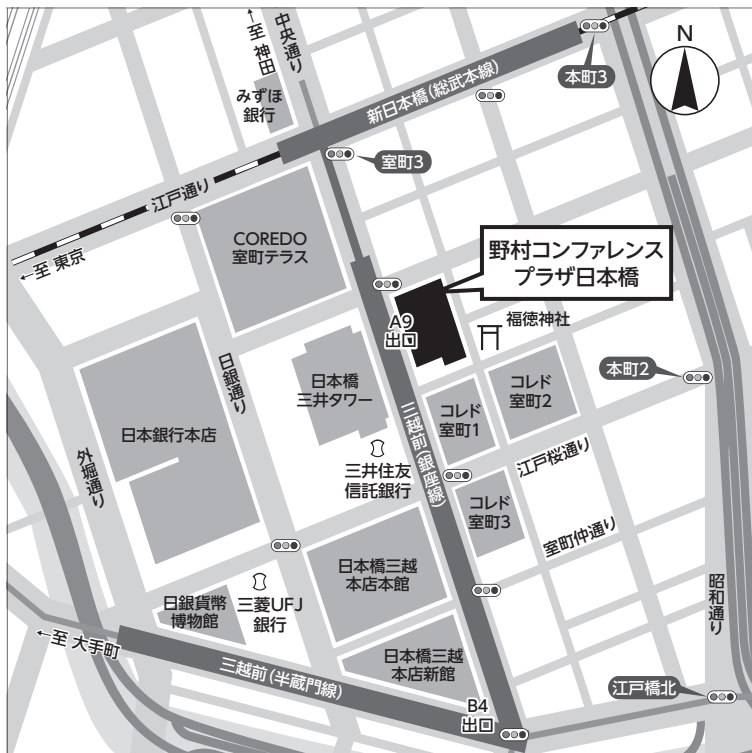 ←至 神田
中央通り
本町3
N
みずほ
銀行
新日本橋(総武本線)
室町3
江戸通り
←至 東京
COREDO
室町テラス
野村コンファレンス
プラザ日本橋
A9
出口
福徳神社
本町2
日銀通り
日本橋
三井タワー
コレド
室町1
コレド
室町2
日本銀行本店
外堀通り
三井住友
信託銀行
三越前(銀座線)
江戸桜通り
コレド
室町3
室町仲通り
日本橋三越
本店本館
昭和通り
日銀貨幣
博物館
三菱UFJ
銀行
←至 大手町
三越前(半蔵門線)
日本橋三越
本店新館
B4
出口
江戸橋北